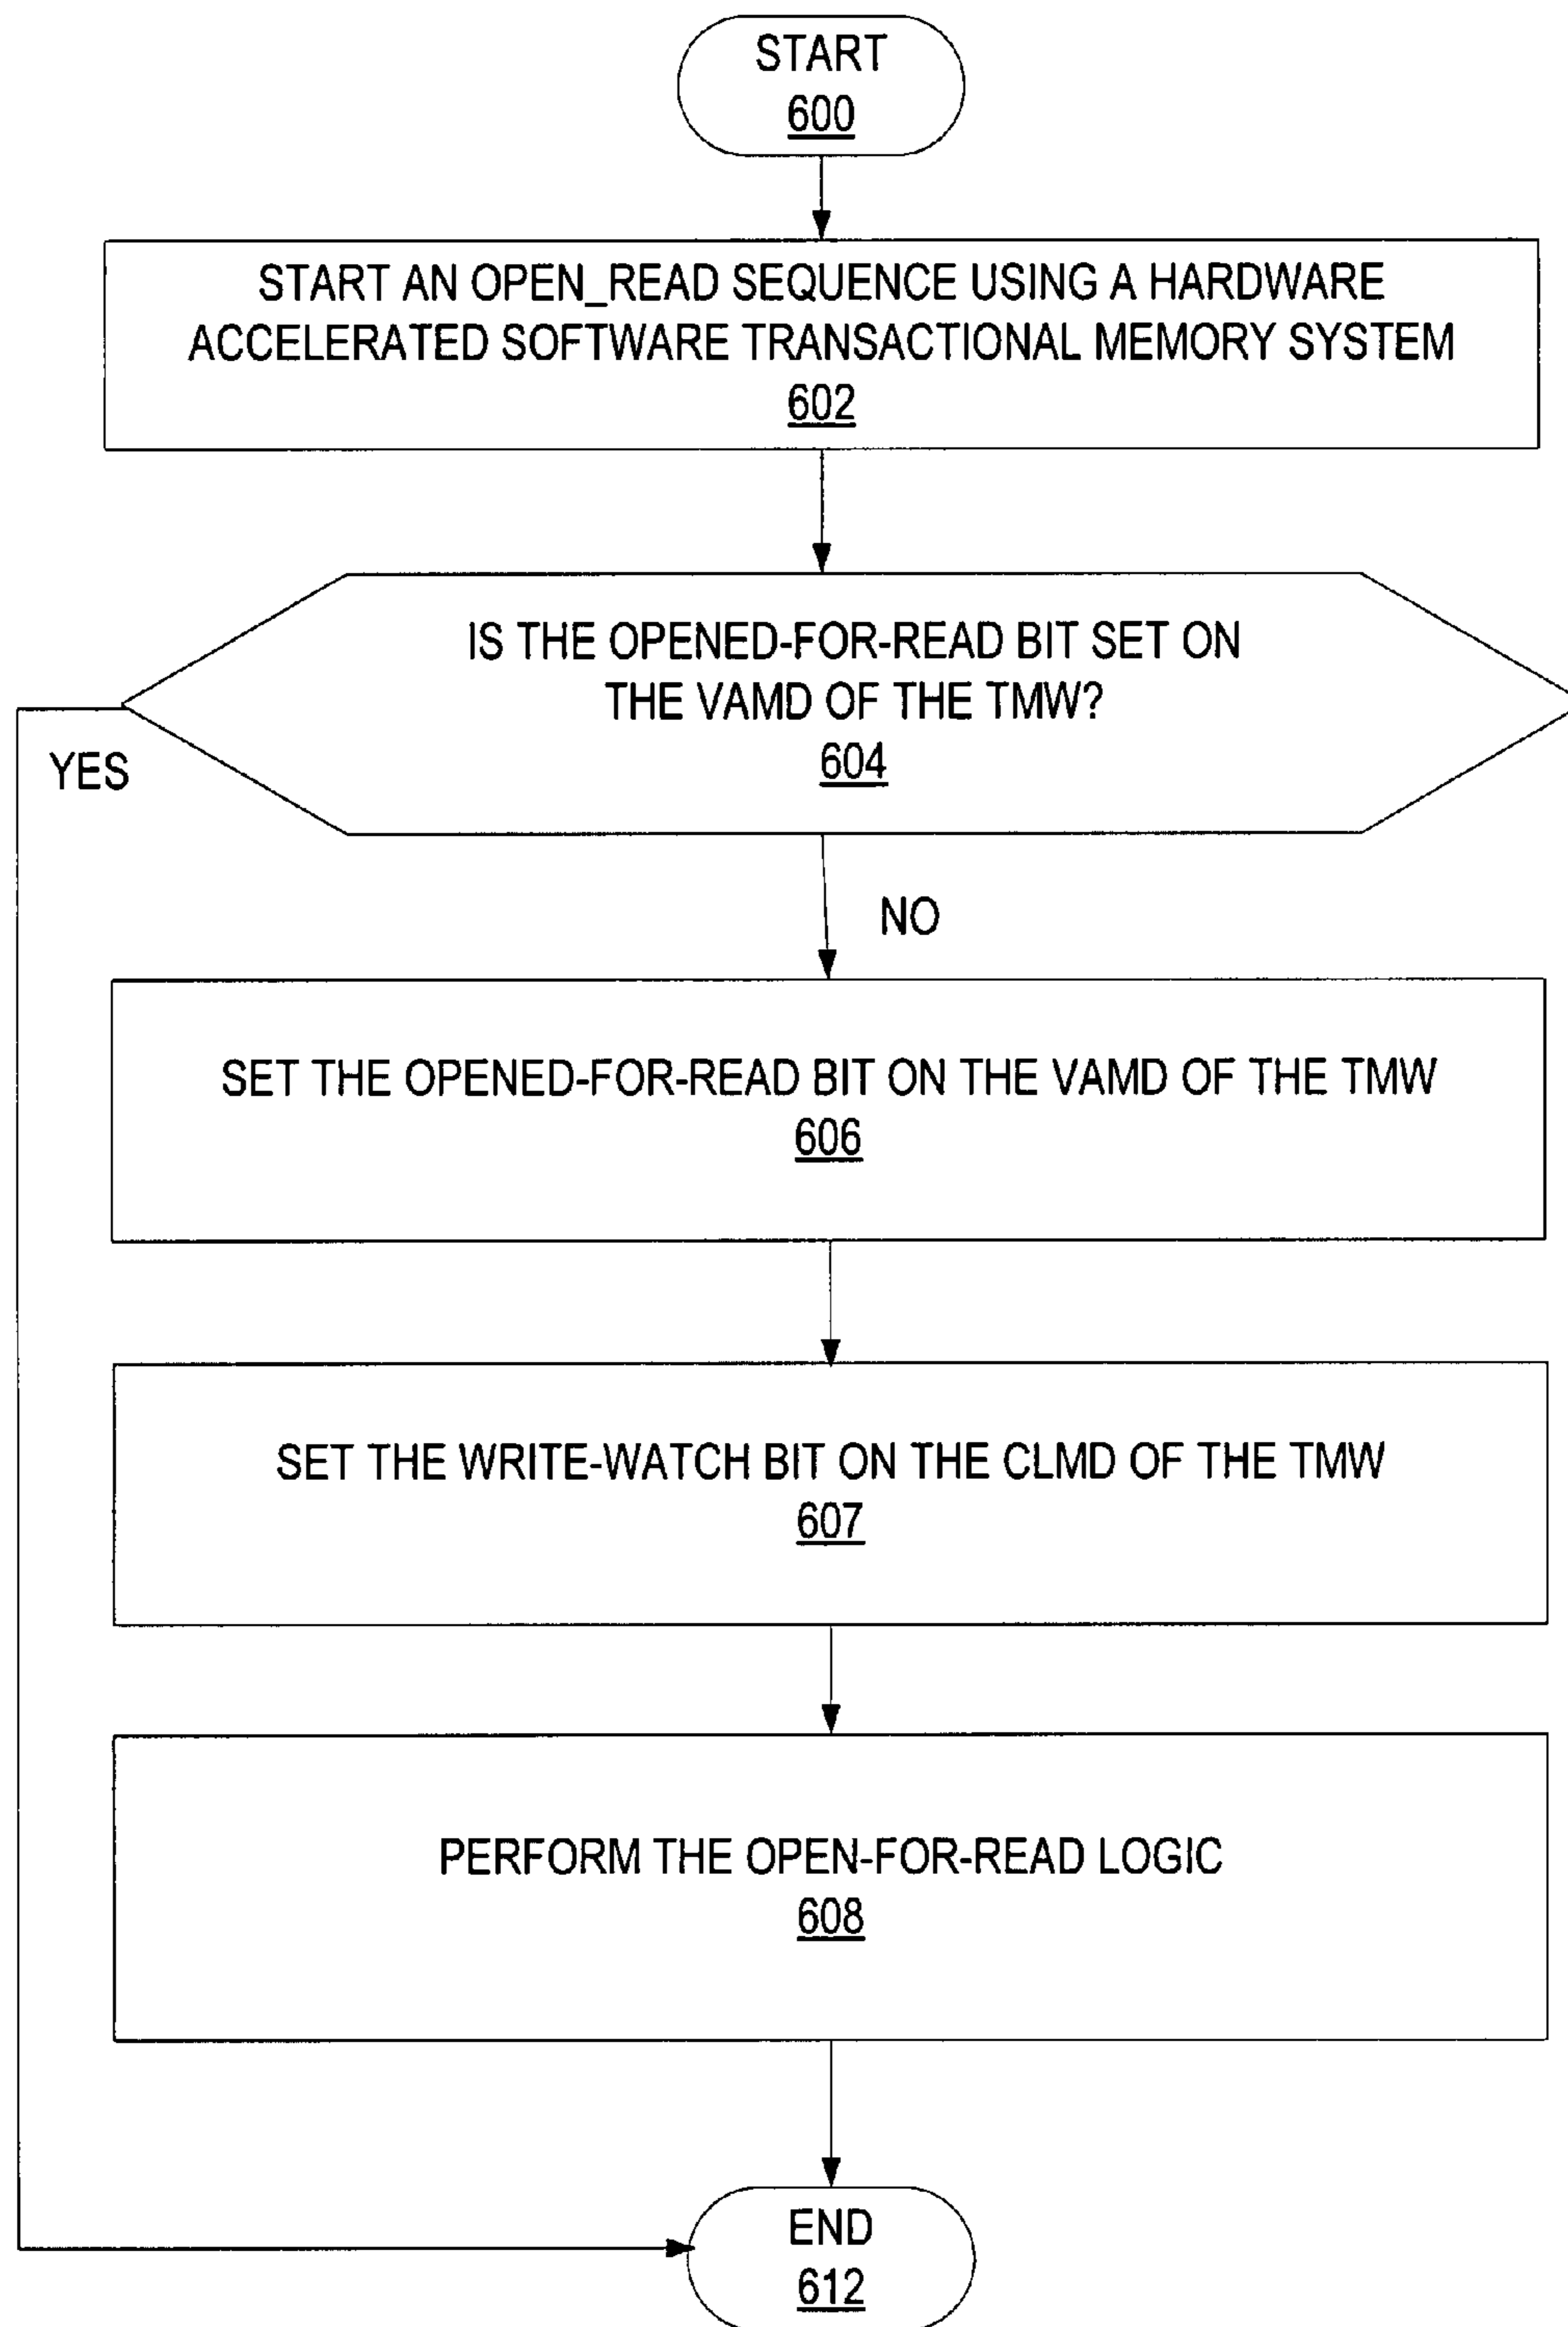 START
600
START AN OPEN_READ SEQUENCE USING A HARDWARE
ACCELERATED SOFTWARE TRANSACTIONAL MEMORY SYSTEM
602
IS THE OPENED-FOR-READ BIT SET ON
THE VAMD OF THE TMW?
604
YES
NO
SET THE OPENED-FOR-READ BIT ON THE VAMD OF THE TMW
606
SET THE WRITE-WATCH BIT ON THE CLMD OF THE TMW
607
PERFORM THE OPEN-FOR-READ LOGIC
608
END
612